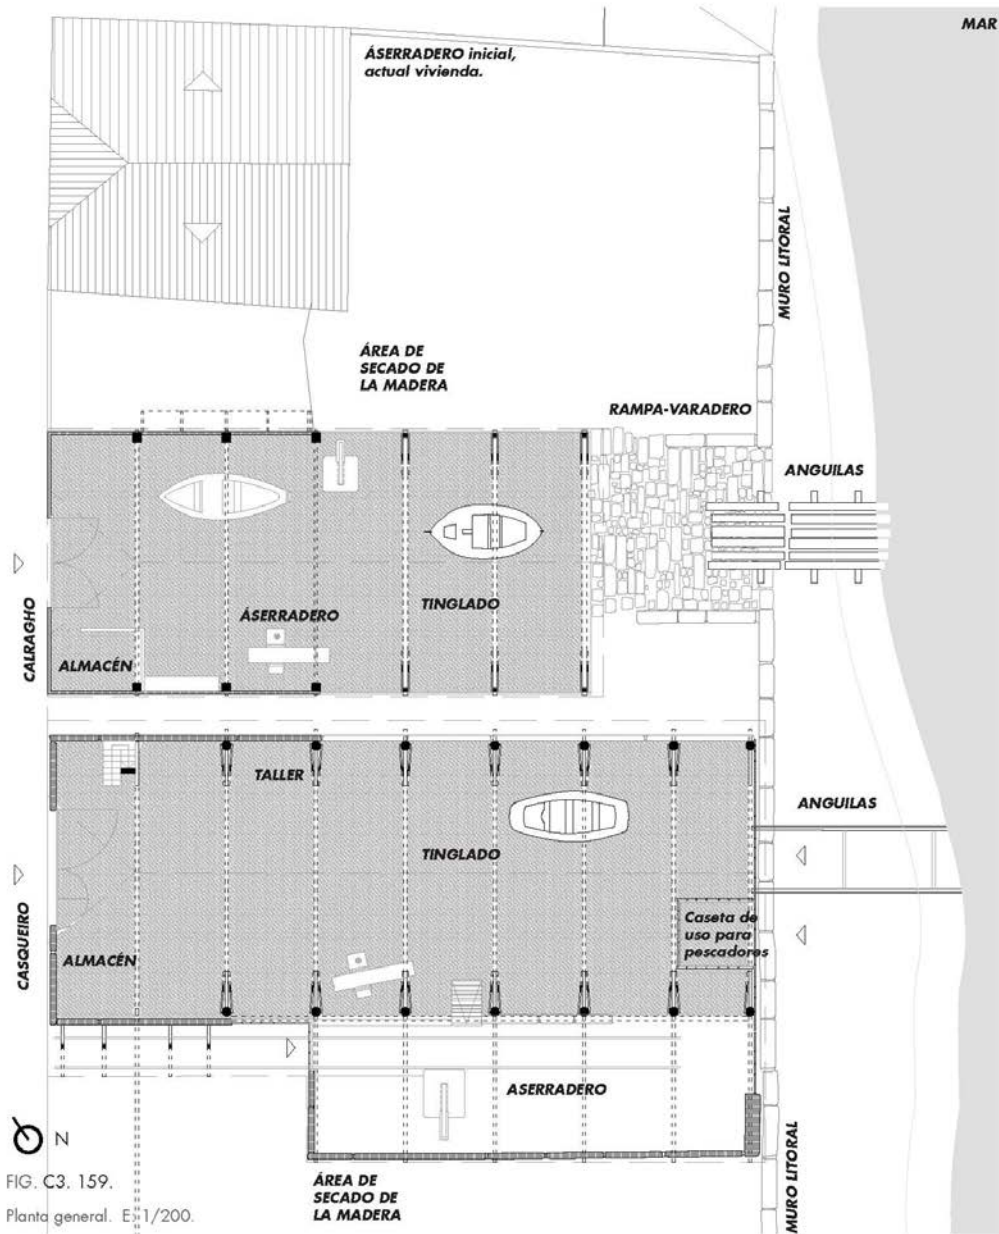 MAR
ÁSERRADERO inicial,
actual vivienda.
MURO LITORAL
ÁREA DE
SECADO DE
LA MADERA
RAMPA-VARADERO
ANGUILAS
TINGLADO
ÁSERRADERO
CALRAGHO
ALMACÉN
TALLER
ANGUILAS
TINGLADO
CASQUEIRO
Caseta de
uso para
pescadores
ALMACÉN
ASERRADERO
N
FIG. C3. 159.
ÁREA DE
SECADO DE
LA MADERA
MURO LITORAL
Planta general. E: 1/200.